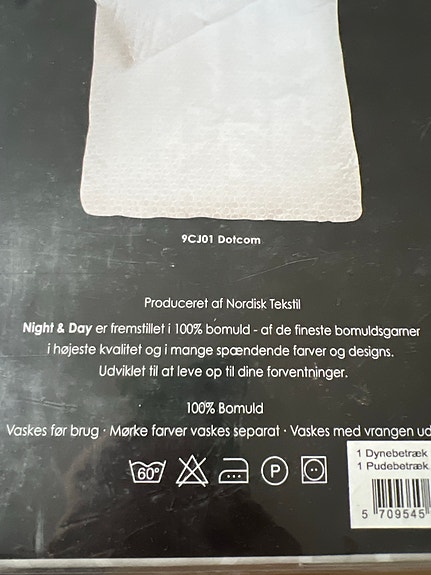 9CJ01 Dotcom
Produceret af Nordisk Tekstil
Night & Day er fremstillet i 100% bomuld - af de fineste bomuldsgarner
i højeste kvalitet og i mange spændende farver og designs.
Udviklet til at leve op til dine forventninger.
100% Bomuld
Vaskes før brug · Mørke farver vaskes separat · Vaskes med vrangen ud
60° P
1 Dynebetræk
1 Pudebetræk
5 709545